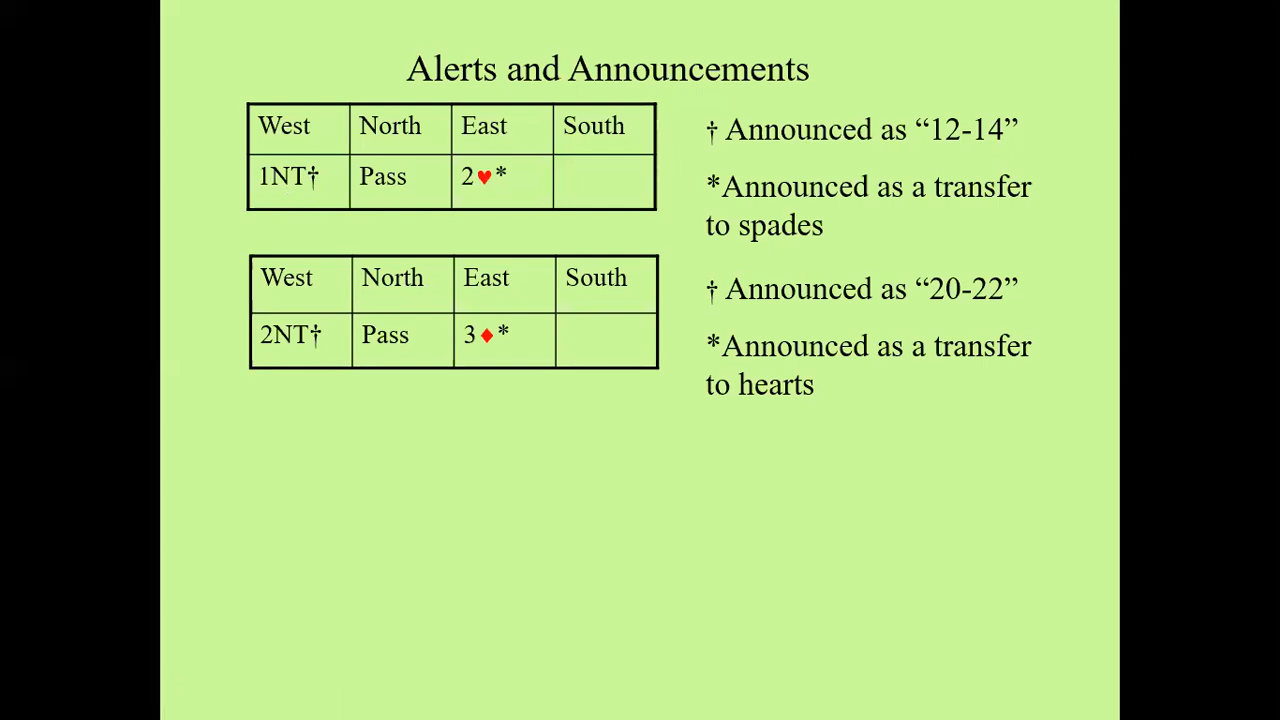 Alerts and Announcements
West North East South
1NT† Pass 2♥*
† Announced as “12-14”
*Announced as a transfer
to spades
West North East South
2NT† Pass 3♦*
† Announced as “20-22”
*Announced as a transfer
to hearts